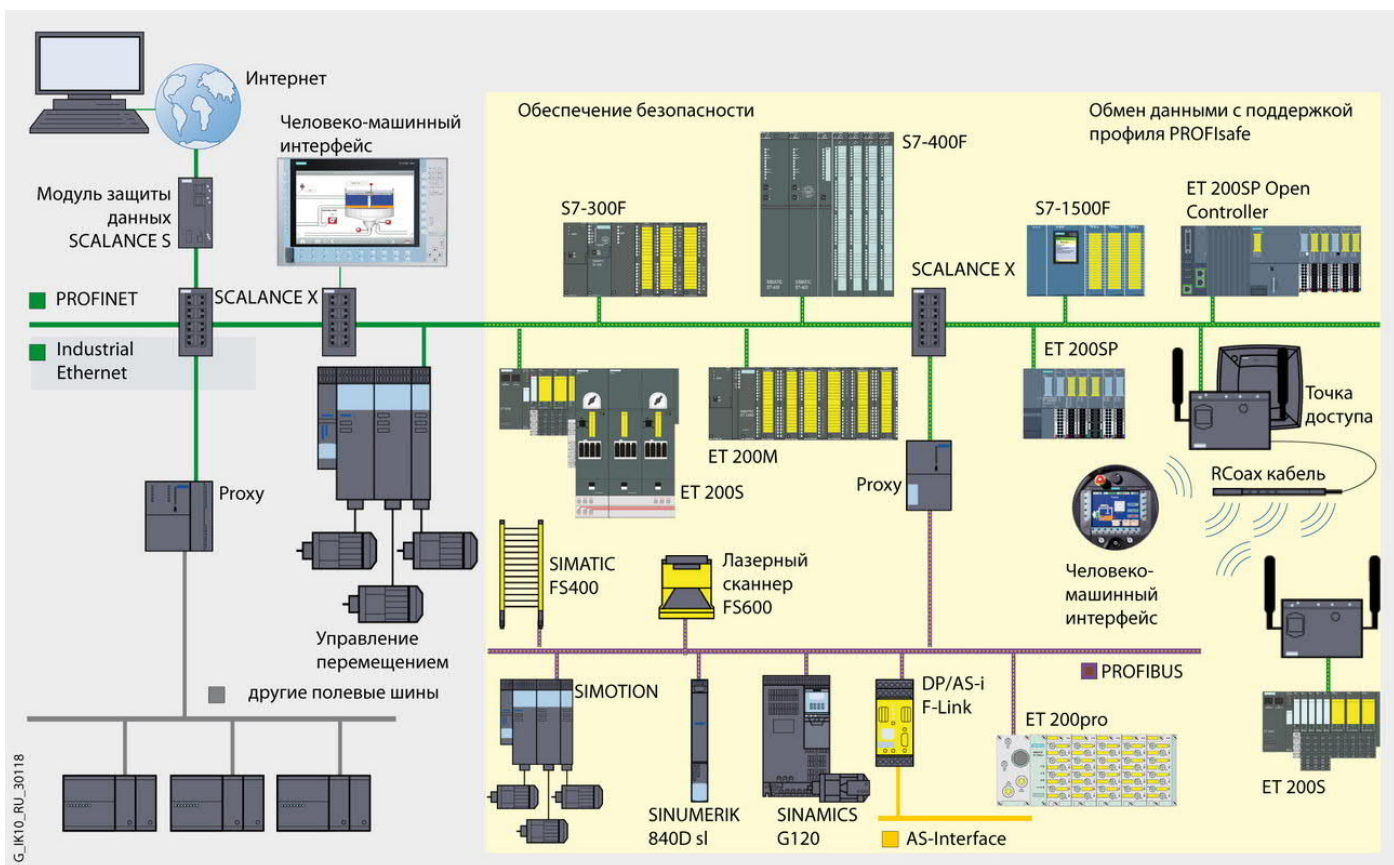 Интернет
Человеко-машинный
интерфейс
Модуль защиты
данных
SCALANCE S
PROFINET
SCALANCE X
Industrial
Ethernet
Proxy
Управление
перемещением
другие полевые шины
G_IK10_RU_30118
Обеспечение безопасности
Обмен данными с поддержкой
профиля PROFIsafe
S7-400F
S7-300F
S7-1500F
ET 200SP Open
Controller
SCALANCE X
ET 200SP
Точка
доступа
ET 200M
ET 200S
Proxy
RCoax кабель
SIMATIC
FS400
Лазерный
сканнер
FS600
Человеко-
машинный
интерфейс
PROFIBUS
SIMOTION
DP/AS-i
F-Link
ET 200pro
ET 200S
SINUMERIK
840D sl
SINAMICS
G120
AS-Interface